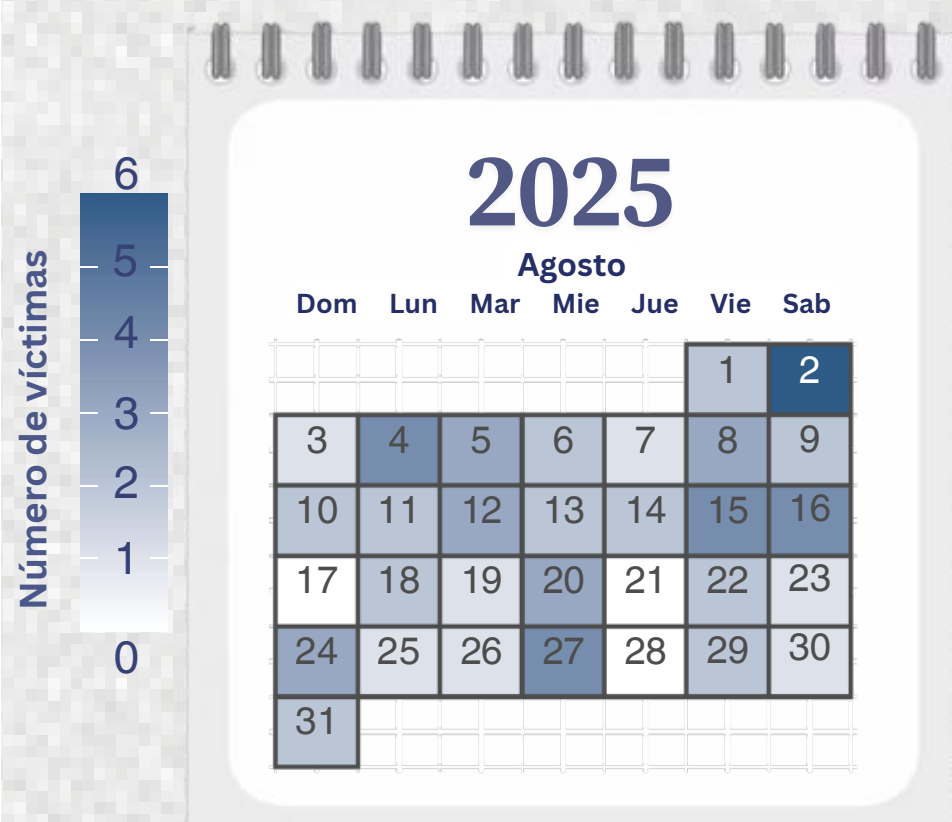 2025
Agosto
Dom Lun Mar Mie Jue Vie Sab
1 2
3 4 5 6 7 8 9
10 11 12 13 14 15 16
17 18 19 20 21 22 23
24 25 26 27 28 29 30
31
Número de víctimas
6
5
4
3
2
1
0